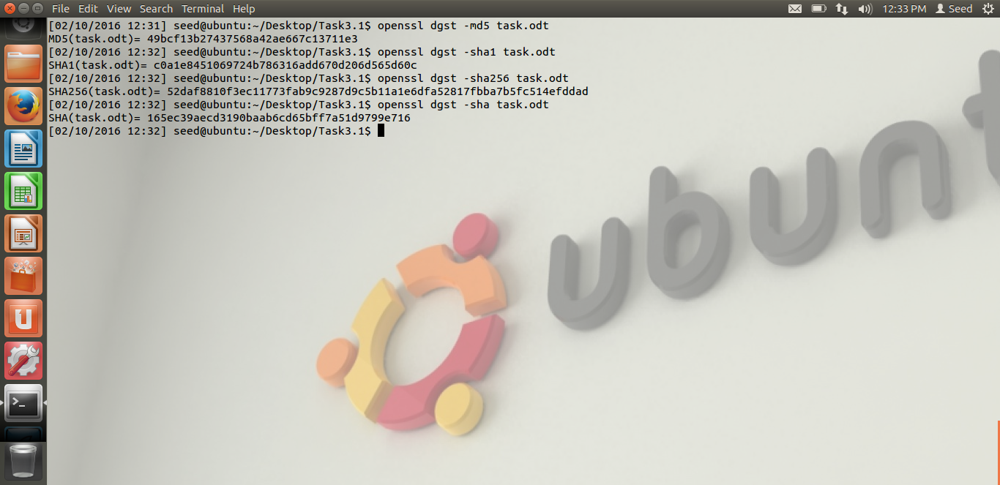 File Edit View Search Terminal Help 12:33 PM Seed
[02/10/2016 12:31] seed@ubuntu:~/Desktop/Task3.1$ openssl dgst -md5 task.odt
MD5(task.odt)= 49bcf13b27437568a42ae667c13711e3
[02/10/2016 12:32] seed@ubuntu:~/Desktop/Task3.1$ openssl dgst -sha1 task.odt
SHA1(task.odt)= c0a1e8451069724b786316add670d206d565d60c
[02/10/2016 12:32] seed@ubuntu:~/Desktop/Task3.1$ openssl dgst -sha256 task.odt
SHA256(task.odt)= 52daf8810f3ec11773fab9c9287d9c5b11a1e6dfa52817fbba7b5fc514efddad
[02/10/2016 12:32] seed@ubuntu:~/Desktop/Task3.1$ openssl dgst -sha task.odt
SHA(task.odt)= 165ec39aecd3190baab6cd65bff7a51d9799e716
[02/10/2016 12:32] seed@ubuntu:~/Desktop/Task3.1$
ubunt